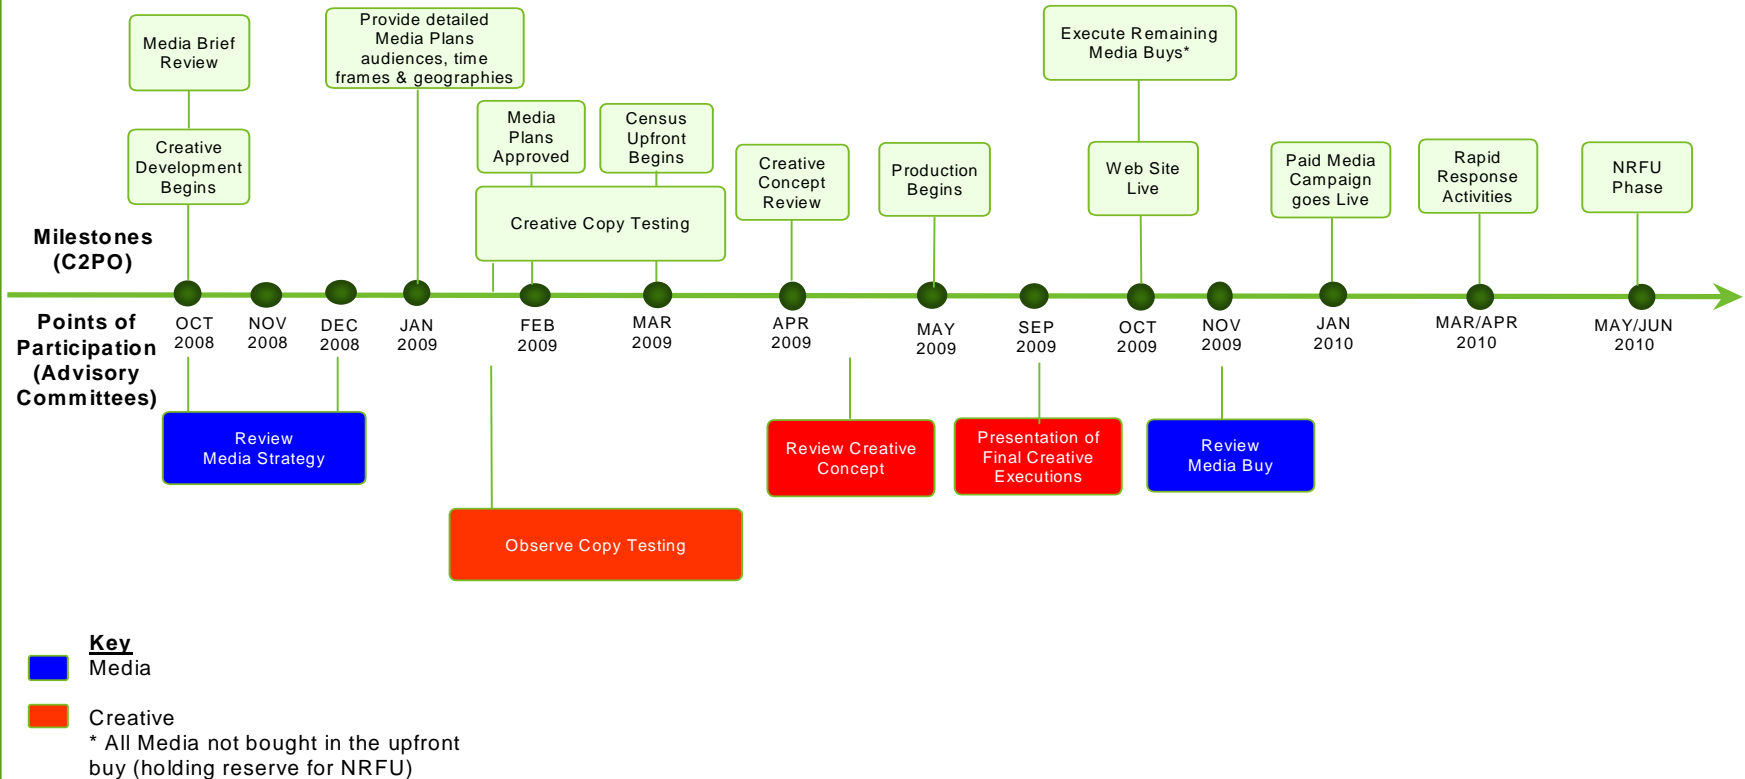 Media Brief
Review
Creative
Development
Begins
Provide detailed
Media Plans
audiences, time
frames & geographies
Media
Plans
Approved
Census
Upfront
Begins
Creative Copy Testing
Creative
Concept
Review
Production
Begins
Execute Remaining
Media Buys*
Web Site
Live
Paid Media
Campaign
goes Live
Rapid
Response
Activities
NRFU
Phase
Milestones
(C2PO)
Points of
Participation
(Advisory
Committees)
OCT
2008
NOV
2008
DEC
2008
JAN
2009
FEB
2009
MAR
2009
APR
2009
MAY
2009
SEP
2009
OCT
2009
NOV
2009
JAN
2010
MAR/APR
2010
MAY/JUN
2010
Review
Media Strategy
Observe Copy Testing
Review Creative
Concept
Presentation of
Final Creative
Executions
Review
Media Buy
Key
Media
Creative
* All Media not bought in the upfront
buy (holding reserve for NRFU)